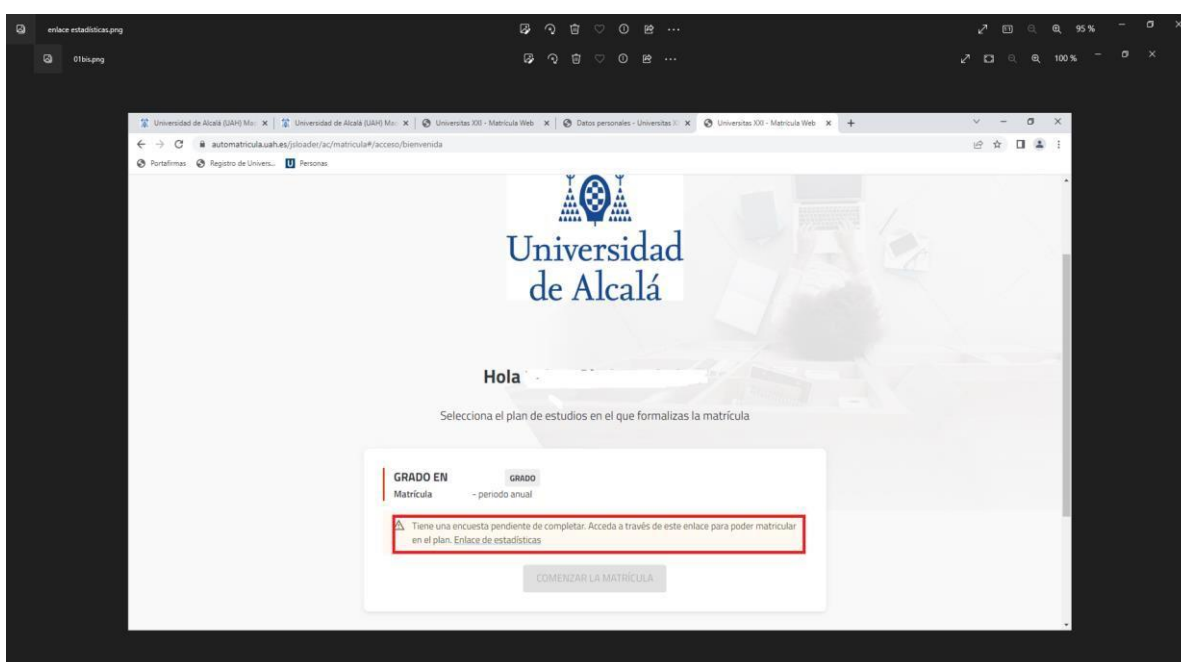 enlace estadísticas.png
95 %
01bis.png
100 %
Universidad de Alcalá (UAH) Ma
Universidad de Alcalá (UAH) Ma
Universitas XXI - Matrícula Web
Datos personales - Universitas
Universitas XXI - Matrícula Web
automatricula.uah.es/jsloader/ac/matricula#/acceso/bienvenida
Portafirmas
Registro de Univers...
Personas
Universidad
de Alcalá
Hola
Selecciona el plan de estudios en el que formalizas la matrícula
GRADO EN GRADO
Matrícula - periodo anual
Tiene una encuesta pendiente de completar. Acceda a través de este enlace para poder matricular
en el plan. Enlace de estadísticas
COMENZAR LA MATRÍCULA